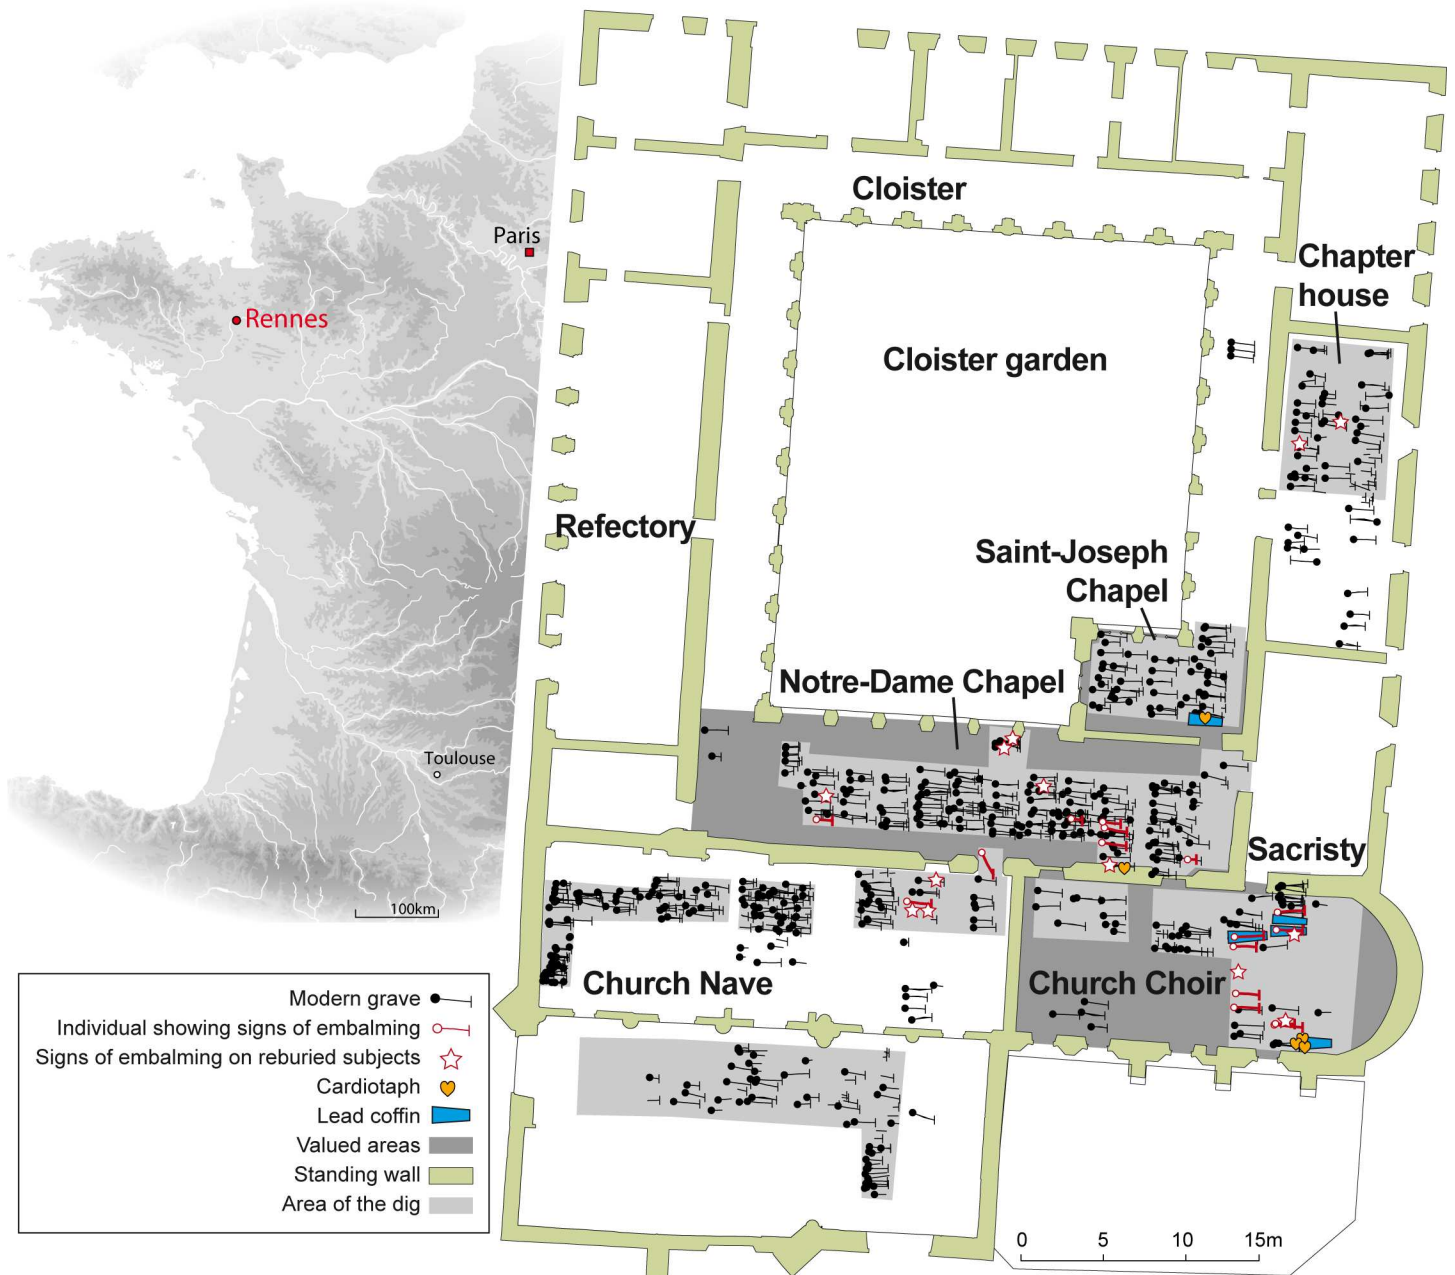 Paris
Rennes
Toulouse
100km
Cloister
Chapter
house
Cloister garden
Refectory
Saint-Joseph
Chapel
Notre-Dame Chapel
Sacristy
Church Nave
Church Choir
Modern grave
Individual showing signs of embalming
Signs of embalming on reburied subjects
Cardiotaph
Lead coffin
Valued areas
Standing wall
Area of the dig
0 5 10 15m